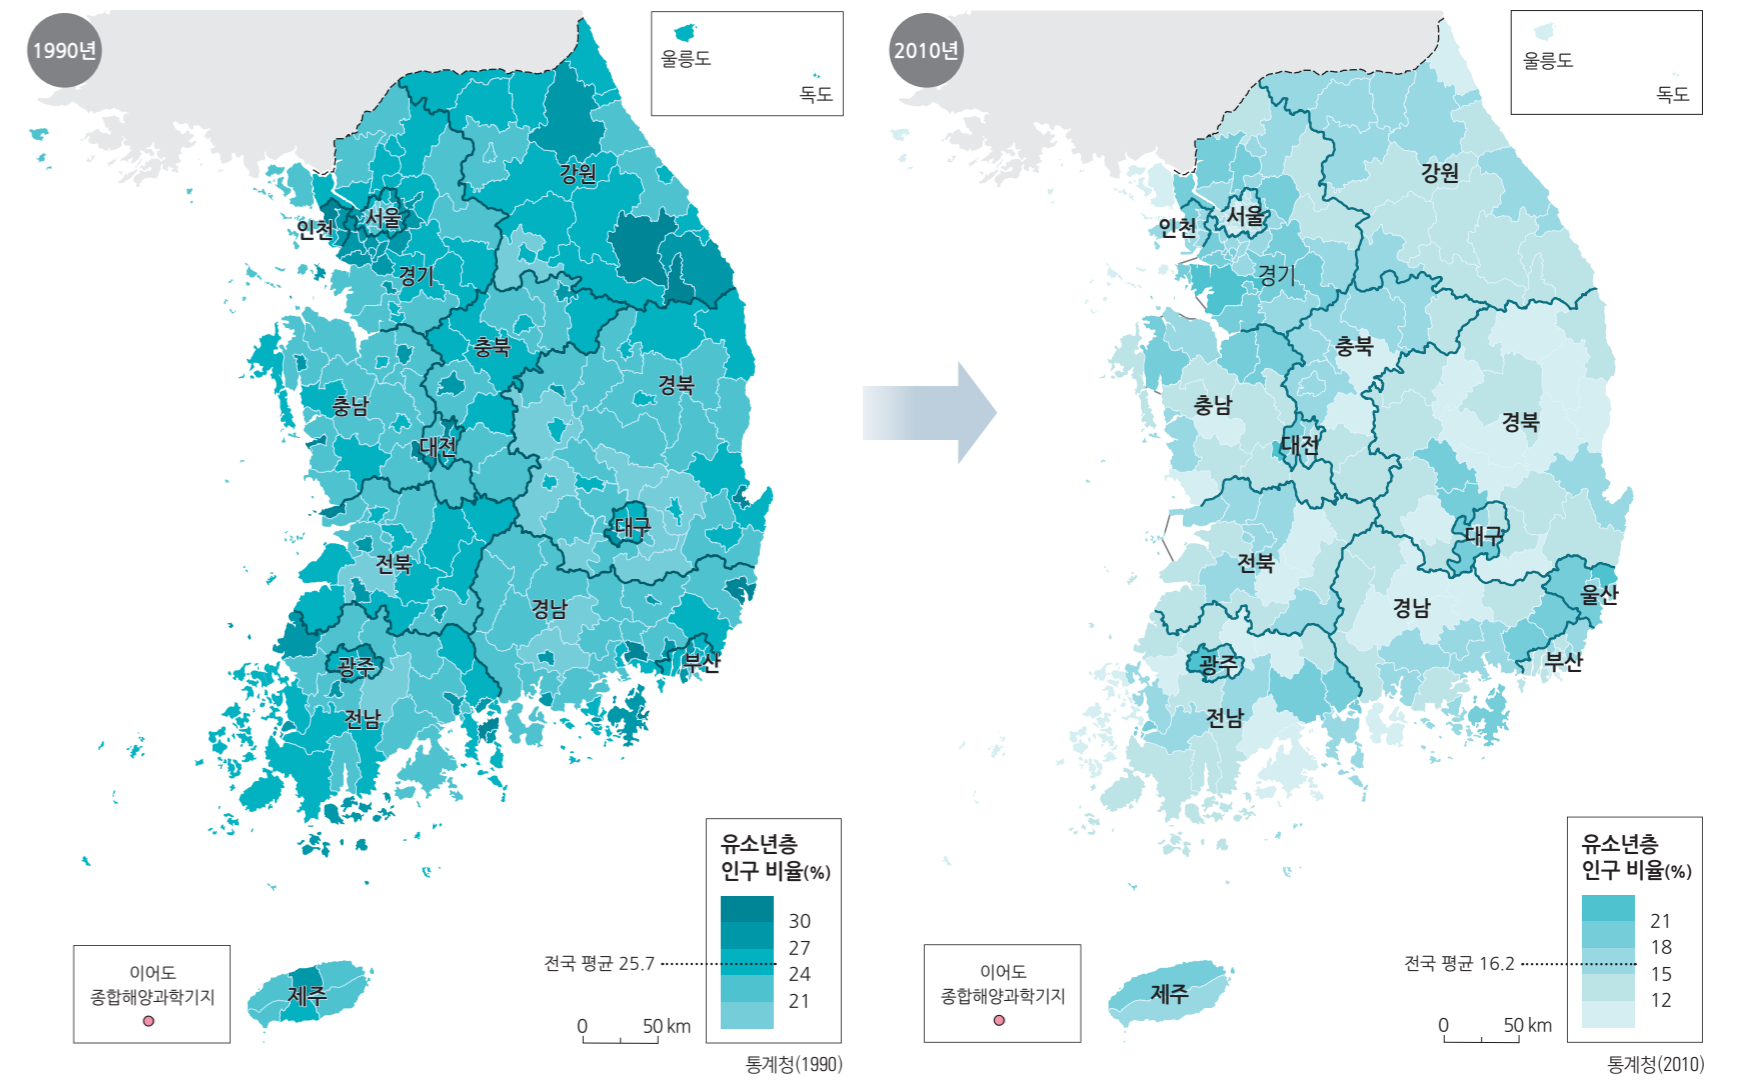 1990년
울릉도
독도
강원
서울
인천
경기
충북
경북
충남
대전
대구
전북
경남
광주
부산
전남
제주
유소년층
인구 비율(%)
30
27
24
21
전국 평균 25.7
이어도
종합해양과학기지
0 50 km
통계청(1990)
2010년
울릉도
독도
강원
서울
인천
경기
충북
충남
경북
대전
대구
전북
울산
경남
부산
광주
전남
제주
유소년층
인구 비율(%)
21
18
15
12
전국 평균 16.2
이어도
종합해양과학기지
0 50 km
통계청(2010)